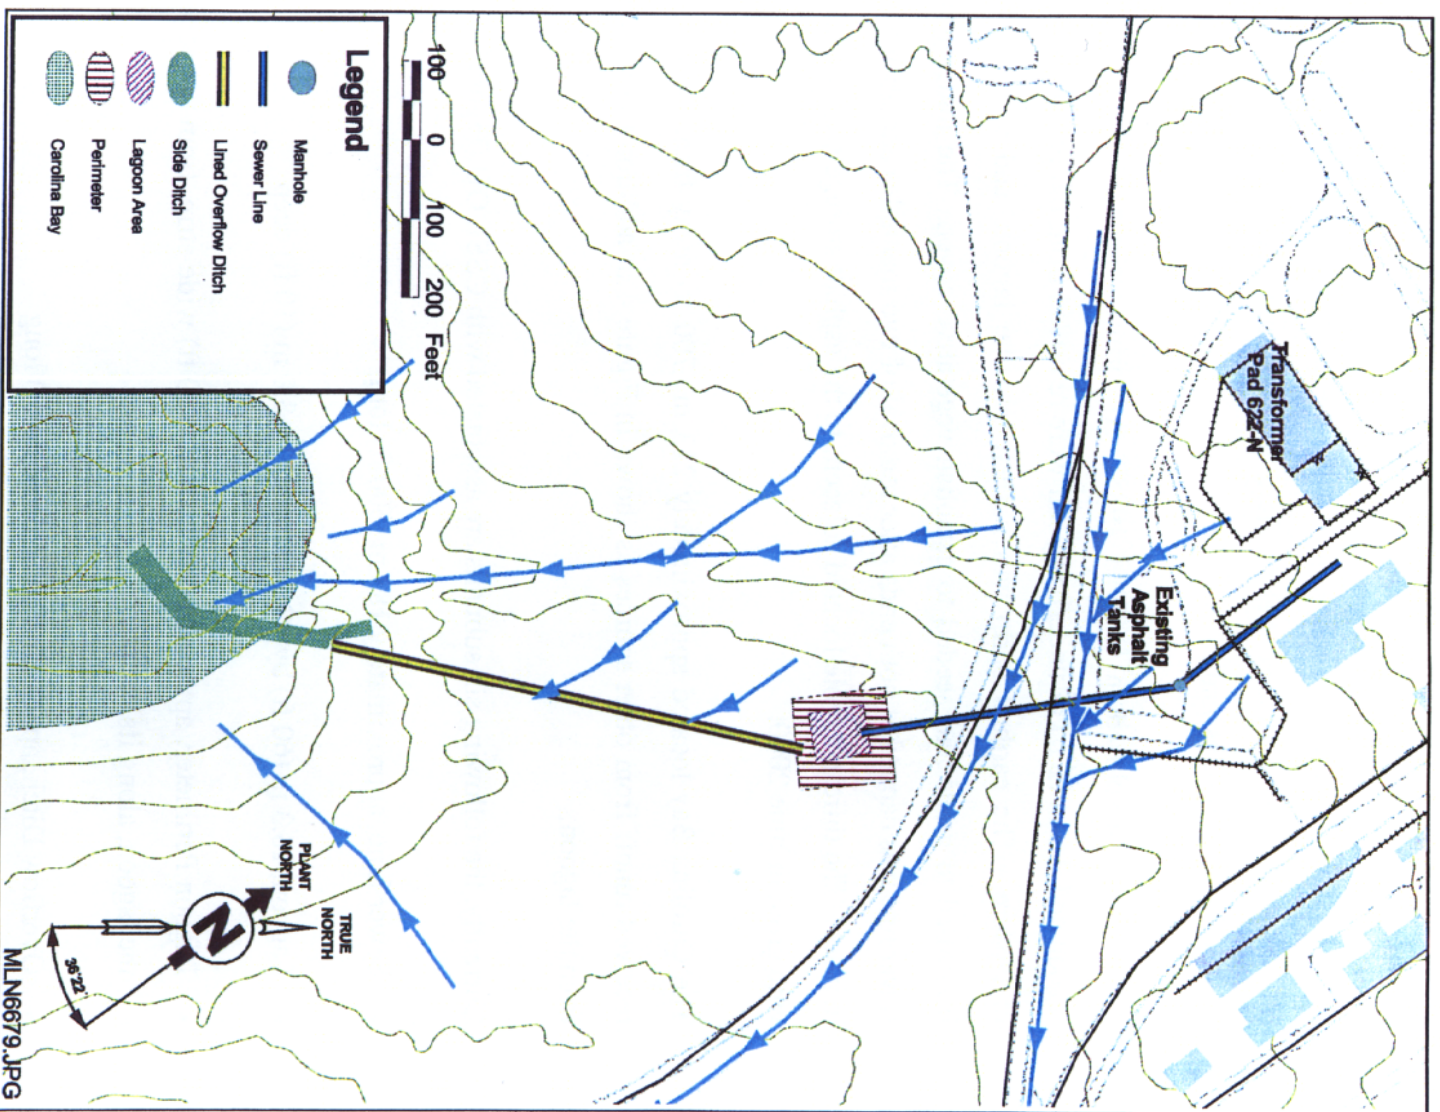 Legend
Manhole
Sewer Line
Lined Overflow Ditch
Side Ditch
Lagoon Area
Perimeter
Carolina Bay
100 0 100 200 Feet
Transformer
Pad 622-N
Existing
Asphalt
Tanks
PLANT
NORTH
TRUE
NORTH
N
36°22'
MLN6679.JPG